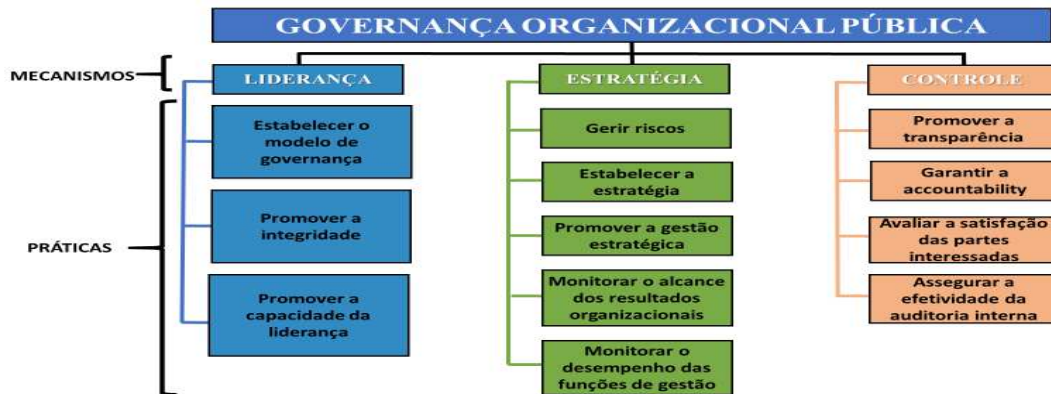 GOVERNANÇA ORGANIZACIONAL PÚBLICA
MECANISMOS
LIDERANÇA
ESTRATÉGIA
CONTROLE
PRÁTICAS
Estabelecer o
modelo de
governança
Promover a
integridade
Promover a
capacidade da
liderança
Gerir riscos
Estabelecer a
estratégia
Promover a gestão
estratégica
Monitorar o alcance
dos resultados
organizacionais
Monitorar o
desempenho das
funções de gestão
Promover a
transparência
Garantir a
accountability
Avaliar a satisfação
das partes
interessadas
Assegurar a
efetividade da
auditoria interna